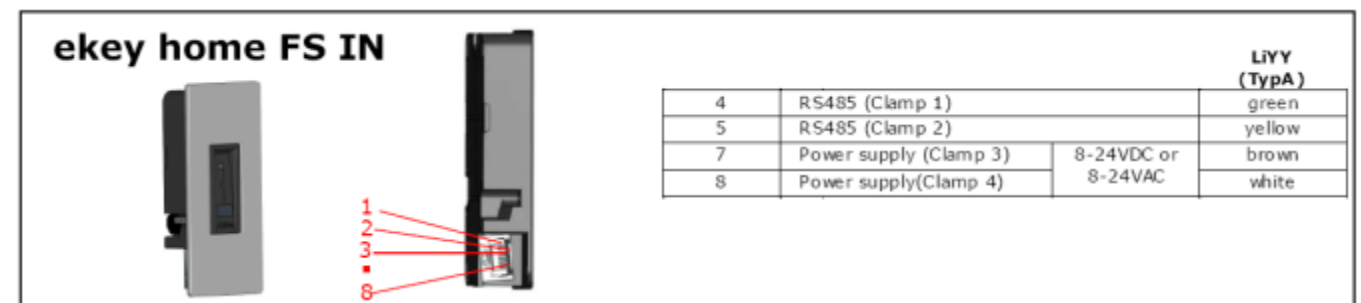 ekey home FS IN
LiYY
(TypA)
4 RS485 (Clamp 1) green
5 RS485 (Clamp 2) yellow
7 Power supply (Clamp 3) 8-24VDC or brown
8 Power supply(Clamp 4) 8-24VAC white
1
2
3
8